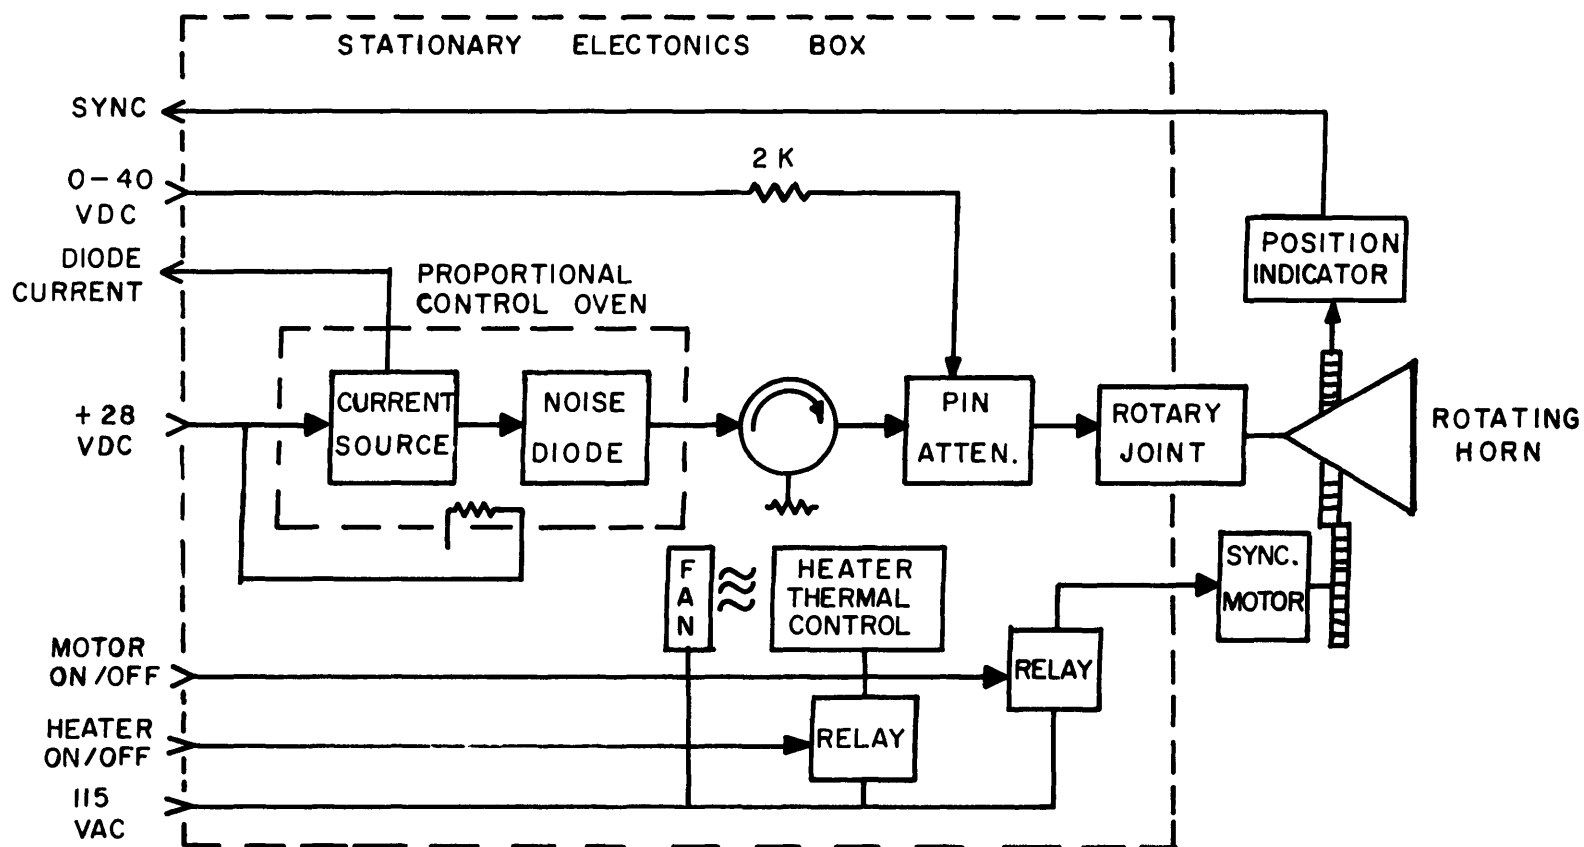 STATIONARY ELECTONICS BOX
SYNC
2 K
0-40
VDC
DIODE
CURRENT
PROPORTIONAL
CONTROL OVEN
POSITION
INDICATOR
+28
VDC
CURRENT
SOURCE
NOISE
DIODE
PIN
ATTEN.
ROTARY
JOINT
ROTATING
HORN
FAN
HEATER
THERMAL
CONTROL
SYNC.
MOTOR
MOTOR
ON/OFF
RELAY
HEATER
ON/OFF
RELAY
115
VAC